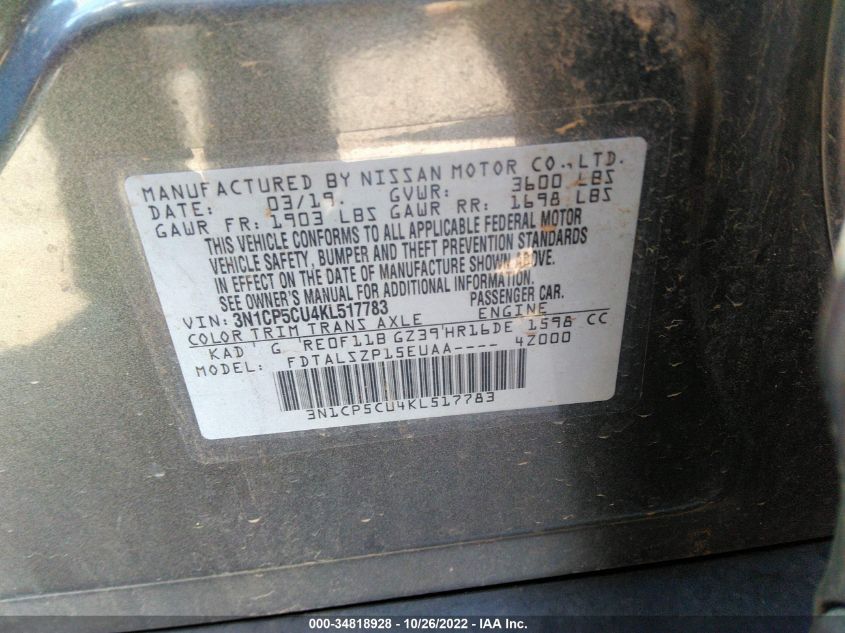 MANUFACTURED BY NISSAN MOTOR CO., LTD.
DATE: 03/19. GVWR: 3600 LBS
GAWR FR: 1903 LBS GAWR RR: 1698 LBS
THIS VEHICLE CONFORMS TO ALL APPLICABLE FEDERAL MOTOR
VEHICLE SAFETY, BUMPER AND THEFT PREVENTION STANDARDS
IN EFFECT ON THE DATE OF MANUFACTURE SHOWN ABOVE.
SEE OWNER'S MANUAL FOR ADDITIONAL INFORMATION.
VIN: 3N1CP5CU4KL517783 PASSENGER CAR.
COLOR TRIM TRANS AXLE ENGINE
KAD G RE0F11B GZ39 HR16DE 1598 CC
MODEL: FDTALSZP15EUAA---- 4Z000
3N1CP5CU4KL517783
000-34818928 - 10/26/2022 - IAA Inc.